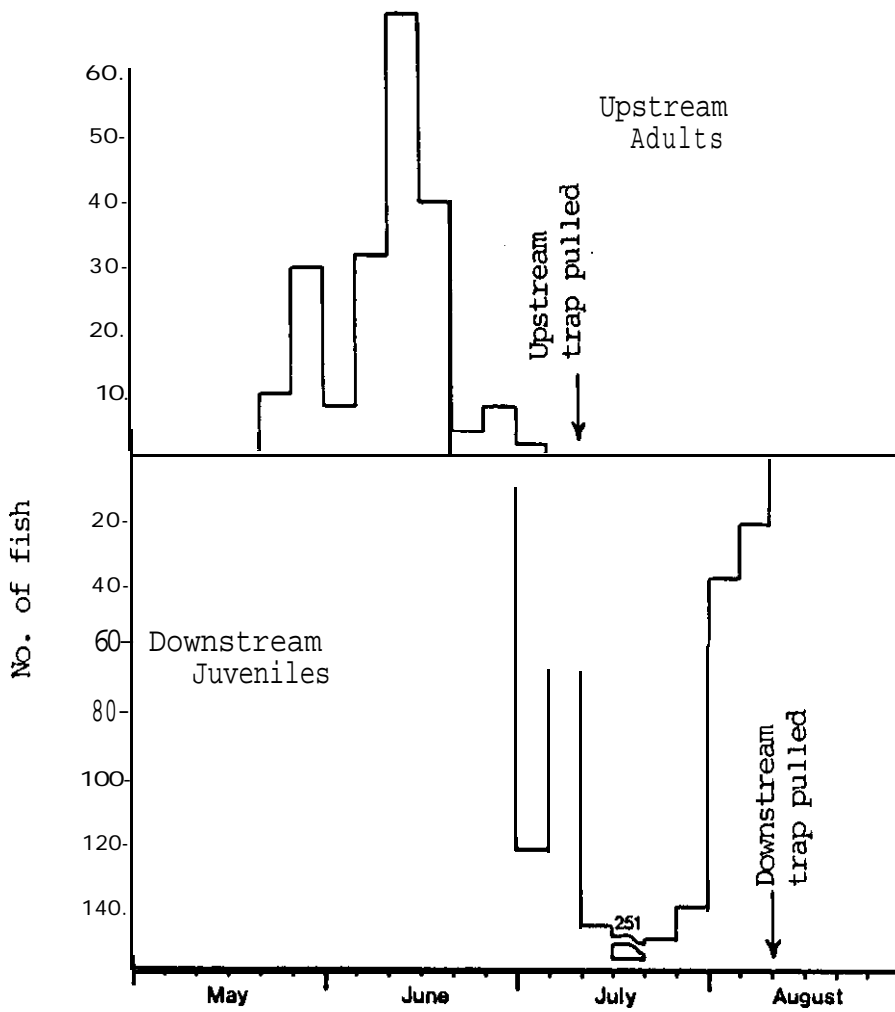 60.
50-
40-
30-
20.
10.
Upstream
Adults
Upstream
trap pulled
No. of fish
20-
40-
60-
80-
100-
120-
140.
Downstream
Juveniles
251
Downstream
trap pulled
May
June
July
August